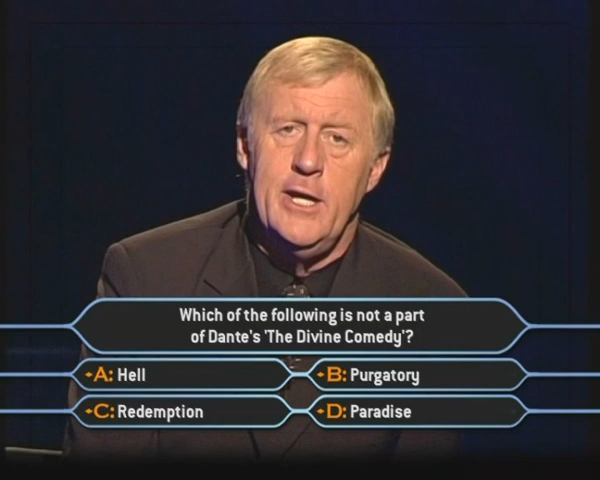 Which of the following is not a part
of Dante's 'The Divine Comedy'?
A: Hell
B: Purgatory
C: Redemption
D: Paradise